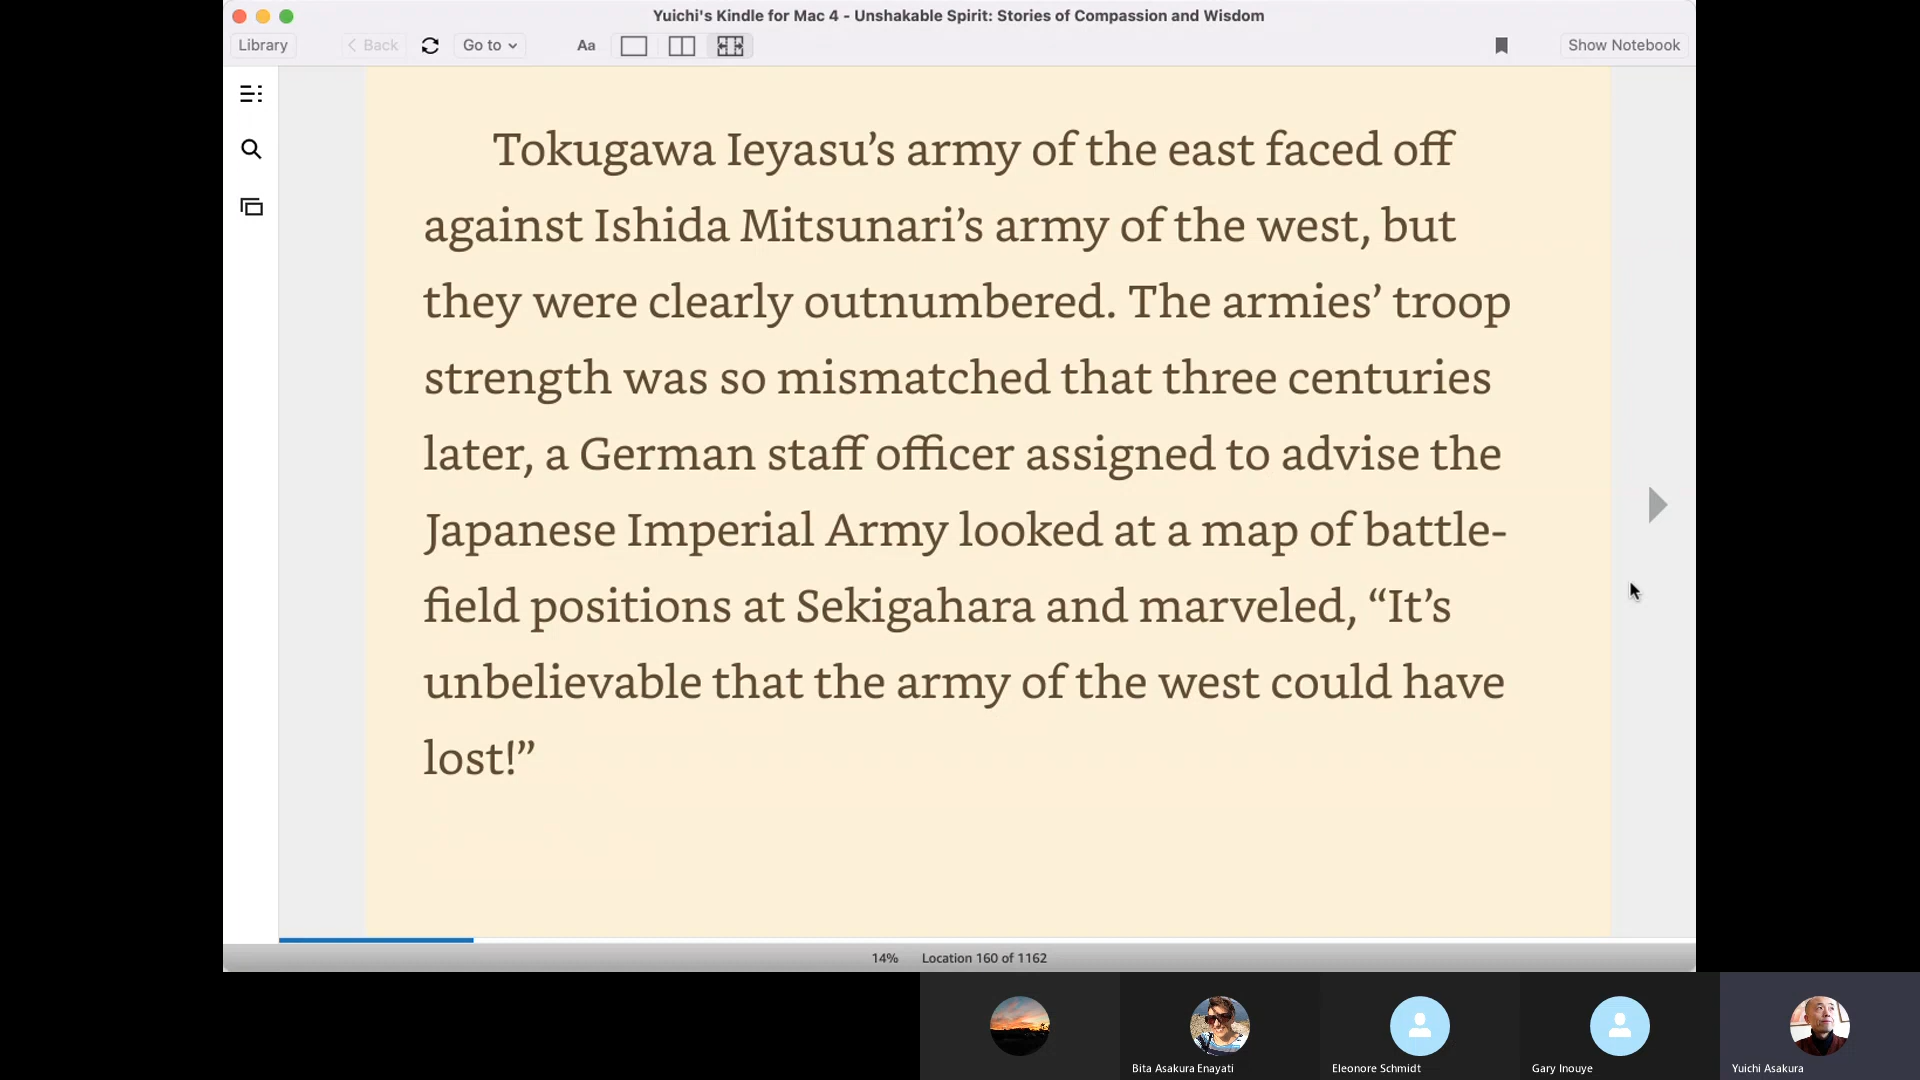 Yuichi's Kindle for Mac 4 - Unshakable Spirit: Stories of Compassion and Wisdom
Library
Back
Go to
Aa
Show Notebook
Tokugawa Ieyasu’s army of the east faced off
against Ishida Mitsunari’s army of the west, but
they were clearly outnumbered. The armies’ troop
strength was so mismatched that three centuries
later, a German staff officer assigned to advise the
Japanese Imperial Army looked at a map of battle-
field positions at Sekigahara and marveled, “It’s
unbelievable that the army of the west could have
lost!”
14%
Location 160 of 1162
Bita Asakura Enayati
Eleonore Schmidt
Gary Inouye
Yuichi Asakura